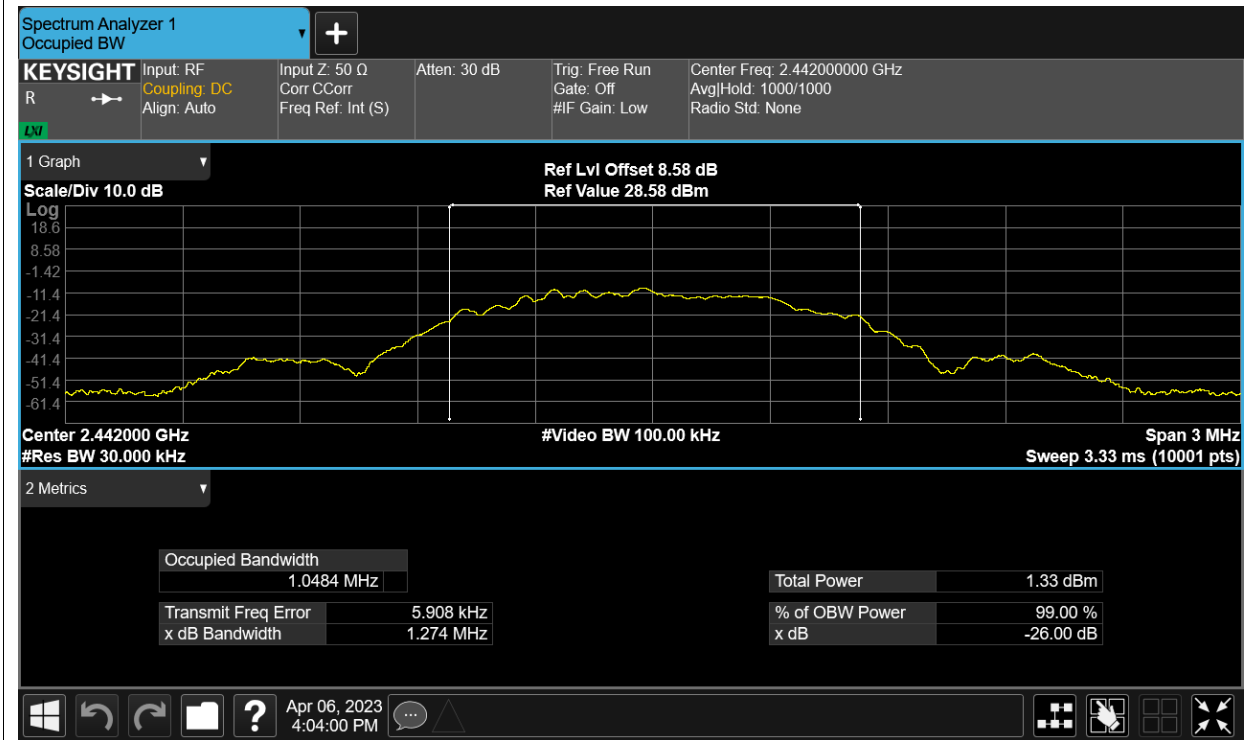 Spectrum Analyzer 1
Occupied BW
KEYSIGHT
R
LXI
Input: RF
Coupling: DC
Align: Auto
Input Z: 50 Ω
Corr CCorr
Freq Ref: Int (S)
Atten: 30 dB
Trig: Free Run
Gate: Off
#IF Gain: Low
Center Freq: 2.442000000 GHz
Avg|Hold: 1000/1000
Radio Std: None
1 Graph
Scale/Div 10.0 dB
Ref Lvl Offset 8.58 dB
Ref Value 28.58 dBm
Log
18.6
8.58
-1.42
-11.4
-21.4
-31.4
-41.4
-51.4
-61.4
Center 2.442000 GHz
#Video BW 100.00 kHz
Span 3 MHz
#Res BW 30.000 kHz
Sweep 3.33 ms (10001 pts)
2 Metrics
Occupied Bandwidth
1.0484 MHz
Total Power 1.33 dBm
Transmit Freq Error 5.908 kHz
% of OBW Power 99.00 %
x dB Bandwidth 1.274 MHz
x dB -26.00 dB
?
Apr 06, 2023
4:04:00 PM